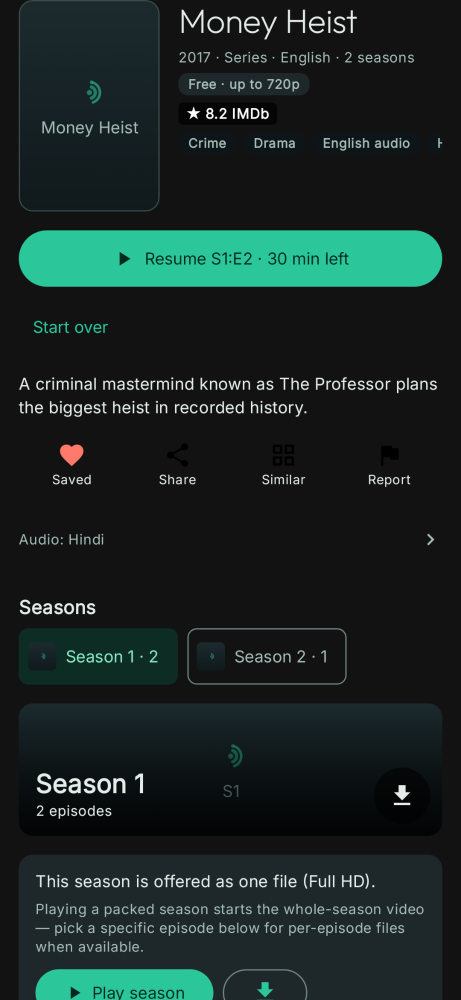 Money Heist
Money Heist
2017 · Series · English · 2 seasons
Free · up to 720p
★ 8.2 IMDb
Crime Drama English audio
Resume S1:E2 · 30 min left
Start over
A criminal mastermind known as The Professor plans
the biggest heist in recorded history.
Saved Share Similar Report
Audio: Hindi
Seasons
Season 1 · 2 Season 2 · 1
S1
Season 1
2 episodes
This season is offered as one file (Full HD).
Playing a packed season starts the whole-season video
— pick a specific episode below for per-episode files
when available.
Play season